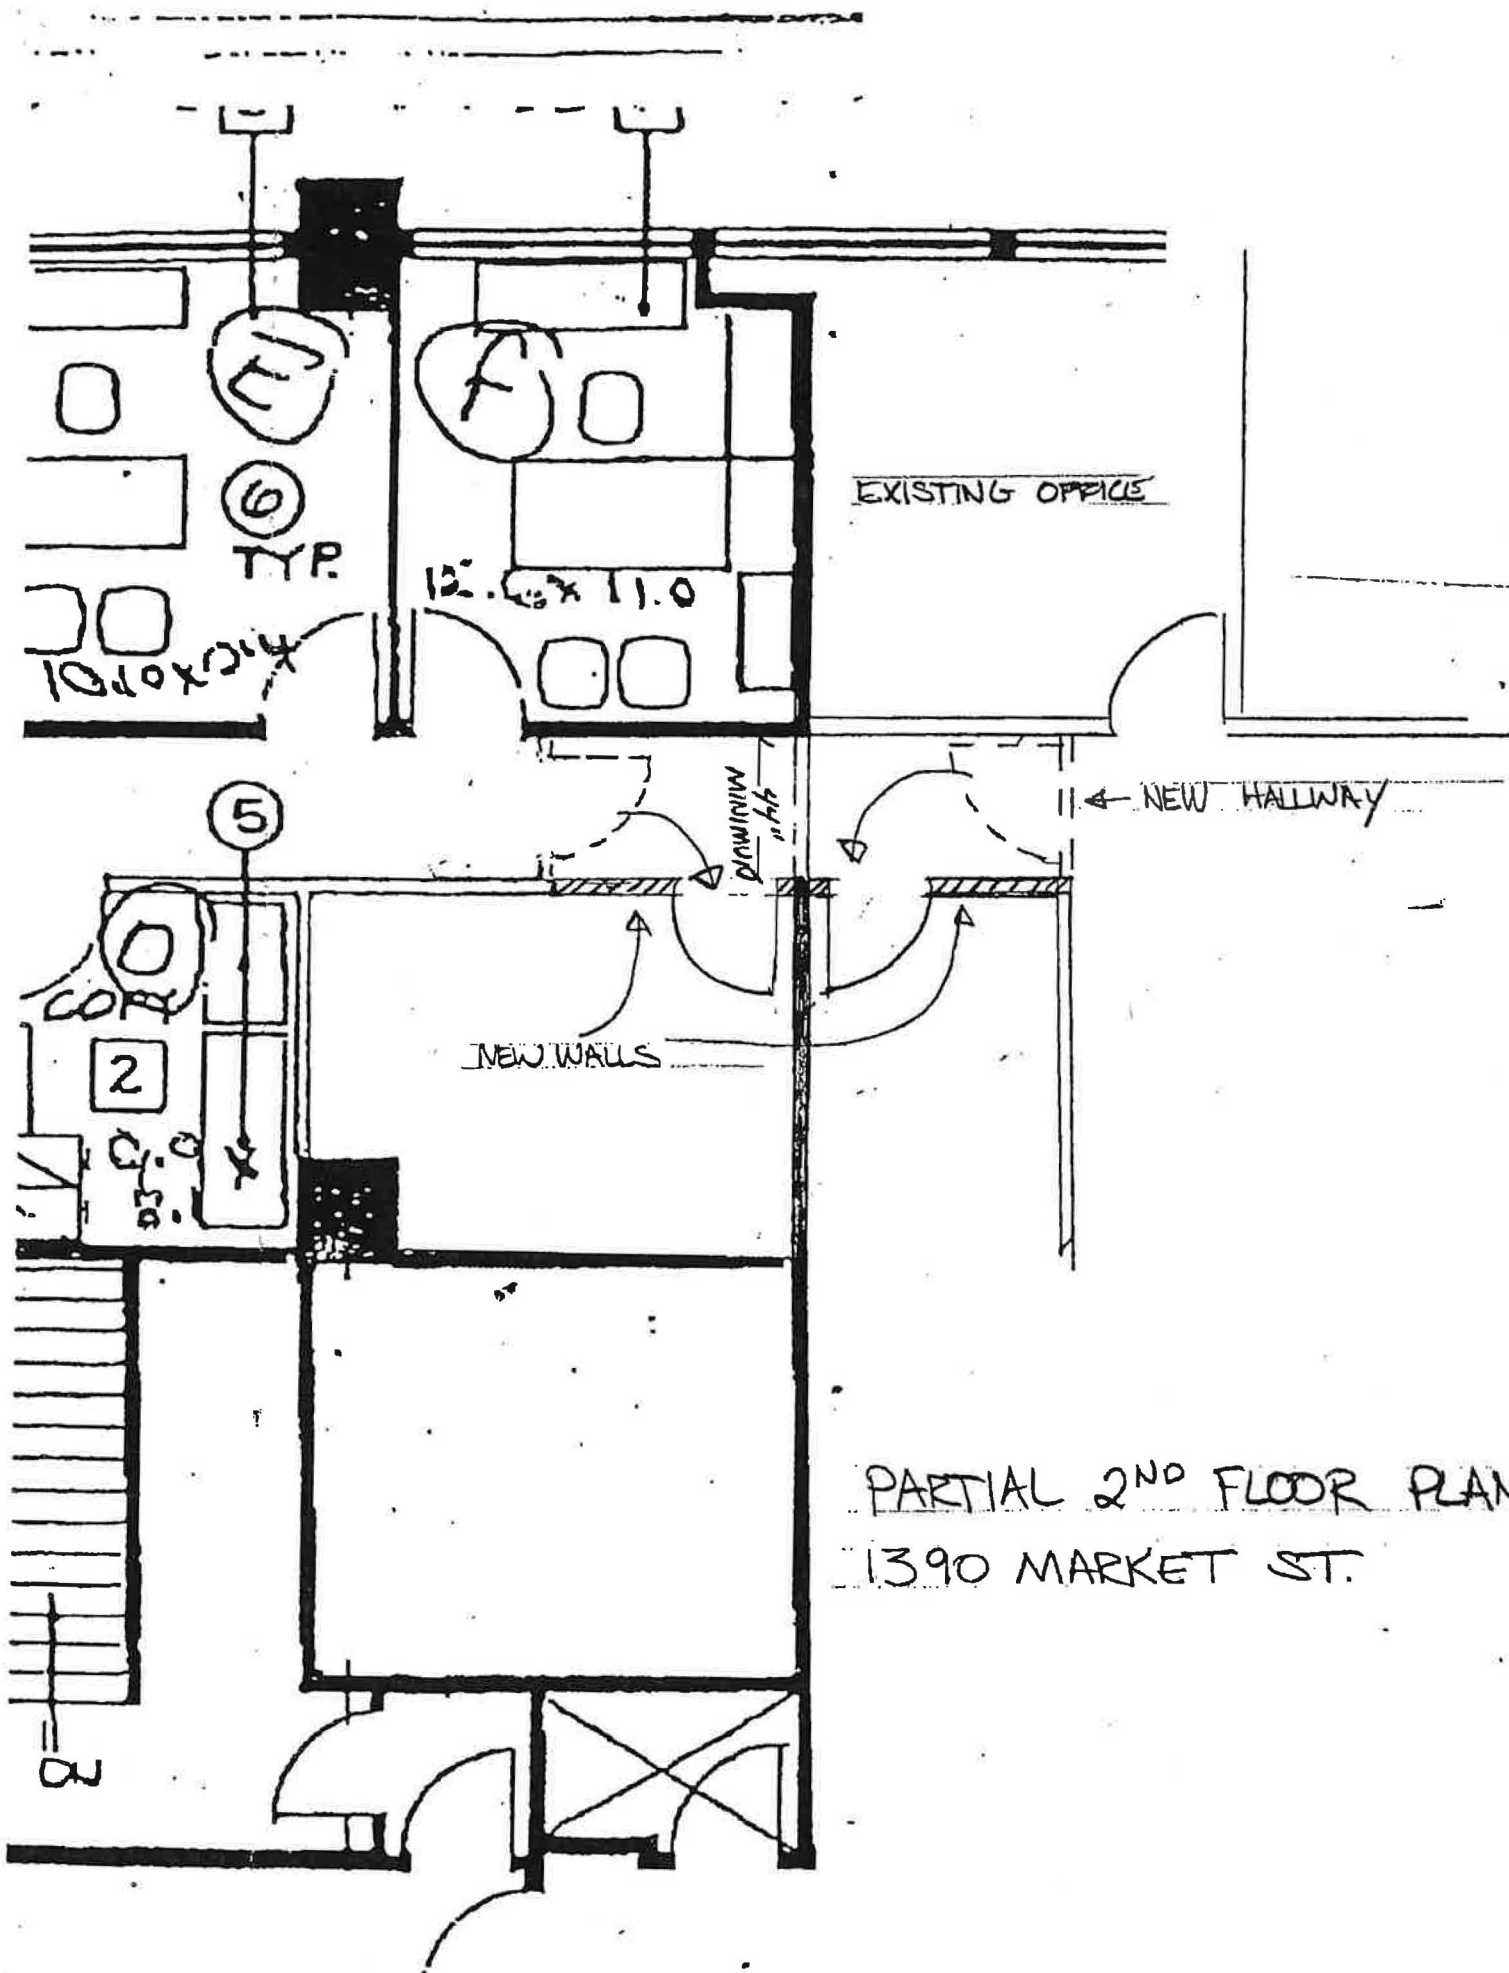 E
F
6
TYP.
EXISTING OFFICE
11.0
5
44"
MINIMUM
NEW HALLWAY
D
2
NEW WALLS
PARTIAL 2ND FLOOR PLAN
1390 MARKET ST.
DN